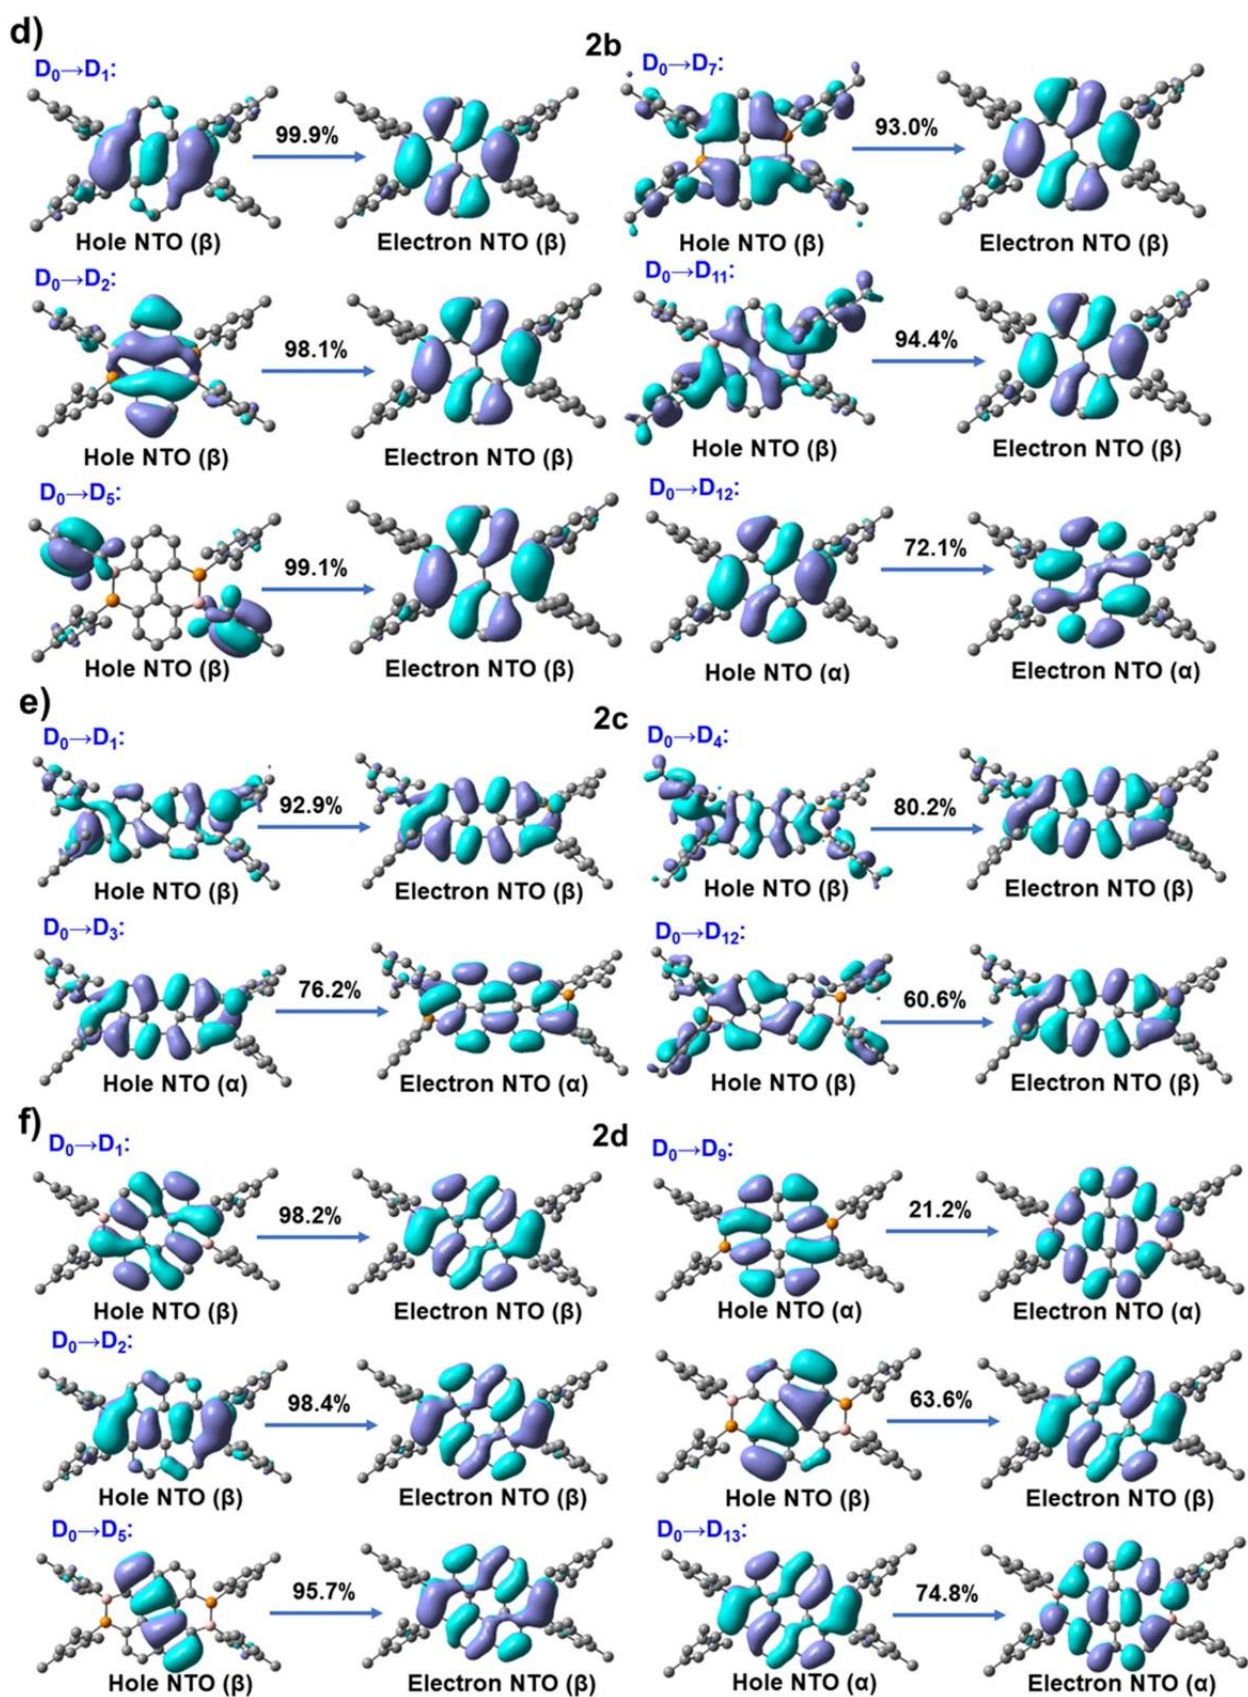 d)
2b
D₀→D₁:
99.9%
Hole NTO (β)
Electron NTO (β)
D₀→D₇:
93.0%
Hole NTO (β)
Electron NTO (β)
D₀→D₂:
98.1%
Hole NTO (β)
Electron NTO (β)
D₀→D₁₁:
94.4%
Hole NTO (β)
Electron NTO (β)
D₀→D₅:
99.1%
Hole NTO (β)
Electron NTO (β)
D₀→D₁₂:
72.1%
Hole NTO (α)
Electron NTO (α)
e)
2c
D₀→D₁:
92.9%
Hole NTO (β)
Electron NTO (β)
D₀→D₄:
80.2%
Hole NTO (β)
Electron NTO (β)
D₀→D₃:
76.2%
Hole NTO (α)
Electron NTO (α)
D₀→D₁₂:
60.6%
Hole NTO (β)
Electron NTO (β)
f)
2d
D₀→D₁:
98.2%
Hole NTO (β)
Electron NTO (β)
D₀→D₉:
21.2%
Hole NTO (α)
Electron NTO (α)
D₀→D₂:
98.4%
Hole NTO (β)
Electron NTO (β)
63.6%
Hole NTO (β)
Electron NTO (β)
D₀→D₅:
95.7%
Hole NTO (β)
Electron NTO (β)
D₀→D₁₃:
74.8%
Hole NTO (α)
Electron NTO (α)